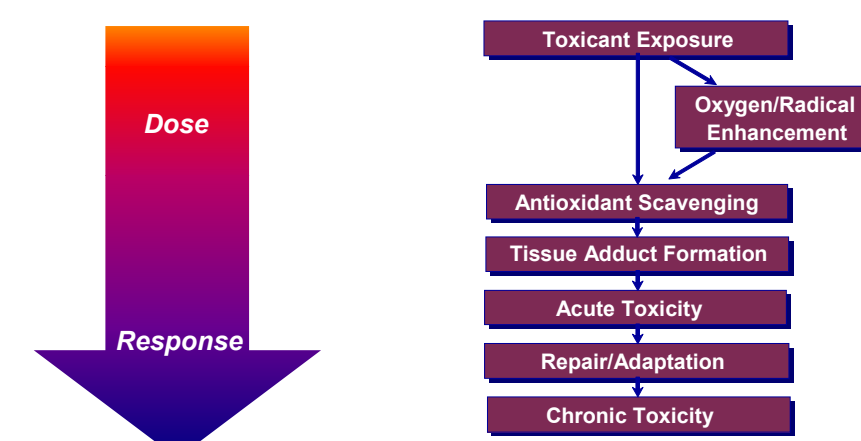 Dose
Response
Toxicant Exposure
Oxygen/Radical
Enhancement
Antioxidant Scavenging
Tissue Adduct Formation
Acute Toxicity
Repair/Adaptation
Chronic Toxicity